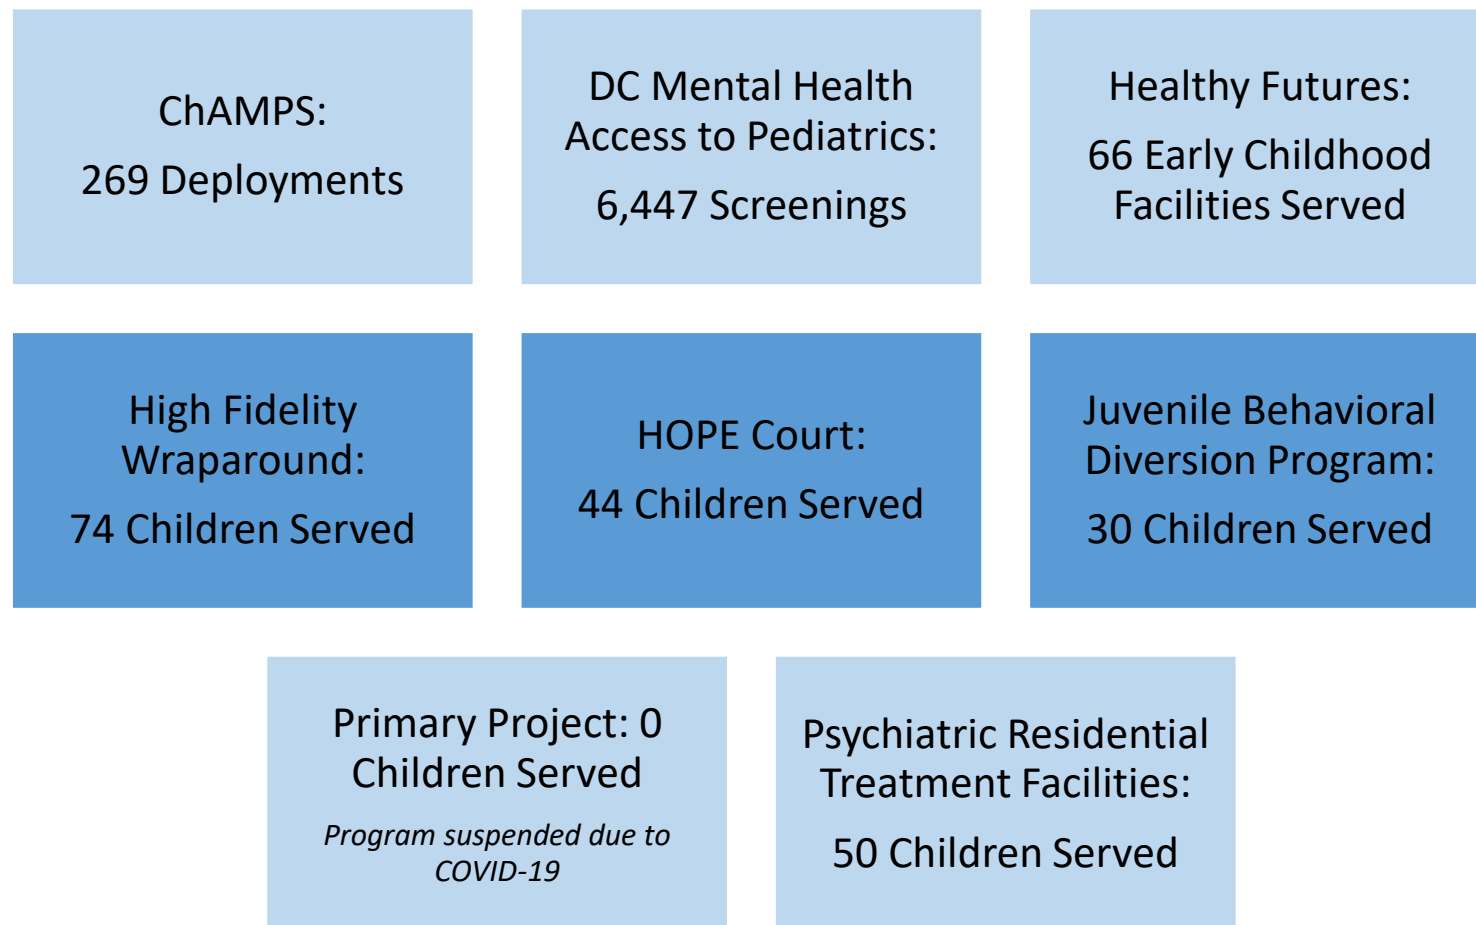 ChAMPS:
269 Deployments
DC Mental Health
Access to Pediatrics:
6,447 Screenings
Healthy Futures:
66 Early Childhood
Facilities Served
High Fidelity
Wraparound:
74 Children Served
HOPE Court:
44 Children Served
Juvenile Behavioral
Diversion Program:
30 Children Served
Primary Project: 0
Children Served
Program suspended due to
COVID-19
Psychiatric Residential
Treatment Facilities:
50 Children Served